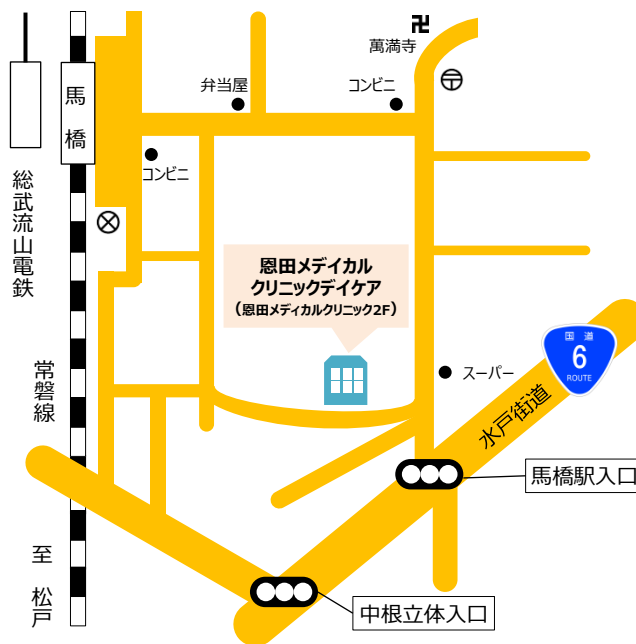 萬満寺
弁当屋
コンビニ
馬橋
コンビニ
総武流山電鉄
恩田メデイカル
クリニックデイケア
（恩田メディカルクリニック2F）
国道
6
ROUTE
常磐線
スーパー
水戸街道
馬橋駅入口
至 松戸
中根立体入口